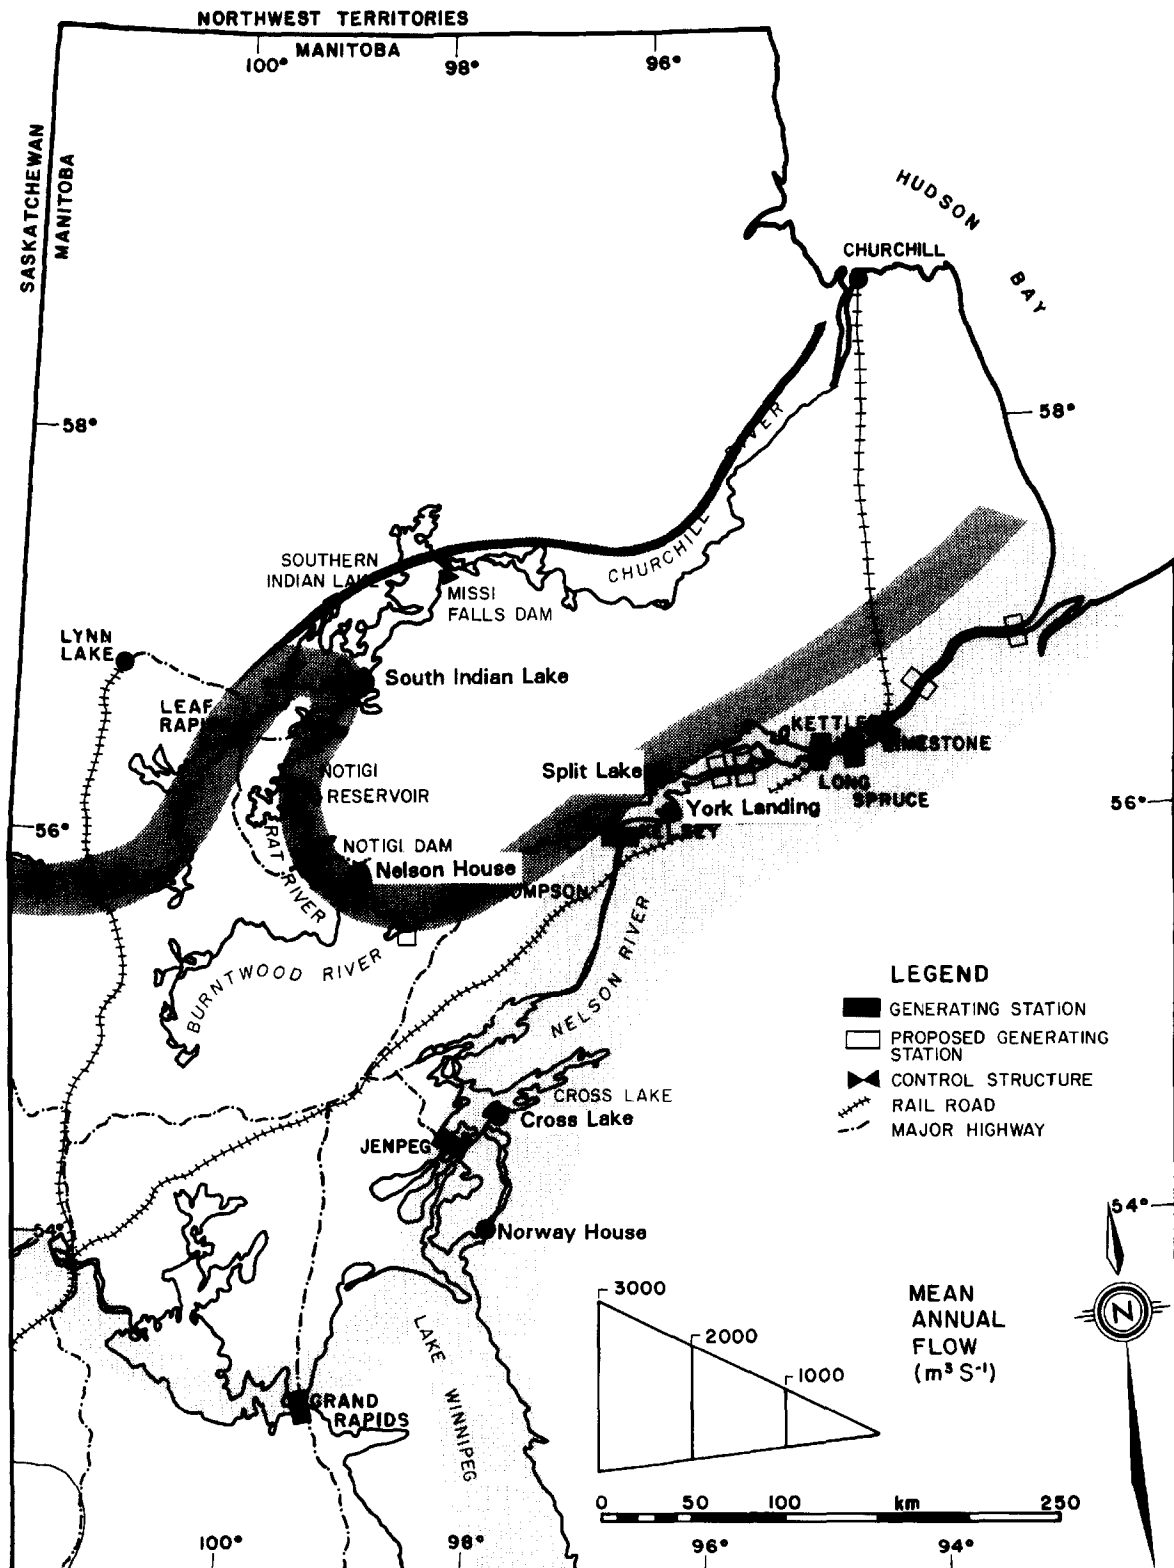 NORTHWEST TERRITORIES
MANITOBA
100°
98°
96°
SASKATCHEWAN
MANITOBA
HUDSON
BAY
CHURCHILL
58°
58°
CHURCHILL RIVER
SOUTHERN
INDIAN LAKE
MISSI
FALLS DAM
LYNN
LAKE
South Indian Lake
LEAF
KETTLE
LIMESTONE
Split Lake
NOTIGI
RESERVOIR
LONG
SPRUCE
York Landing
56°
56°
KELSEY
RAT RIVER
NOTIGI DAM
Nelson House
BURNTWOOD RIVER
NELSON RIVER
LEGEND
GENERATING STATION
PROPOSED GENERATING
STATION
CONTROL STRUCTURE
RAIL ROAD
MAJOR HIGHWAY
CROSS LAKE
Cross Lake
JENPEG
54°
54°
Norway House
3000
2000
1000
MEAN
ANNUAL
FLOW
(m³ S⁻¹)
N
LAKE WINNIPEG
GRAND
RAPIDS
0 50 100 km 250
100°
98°
96°
94°